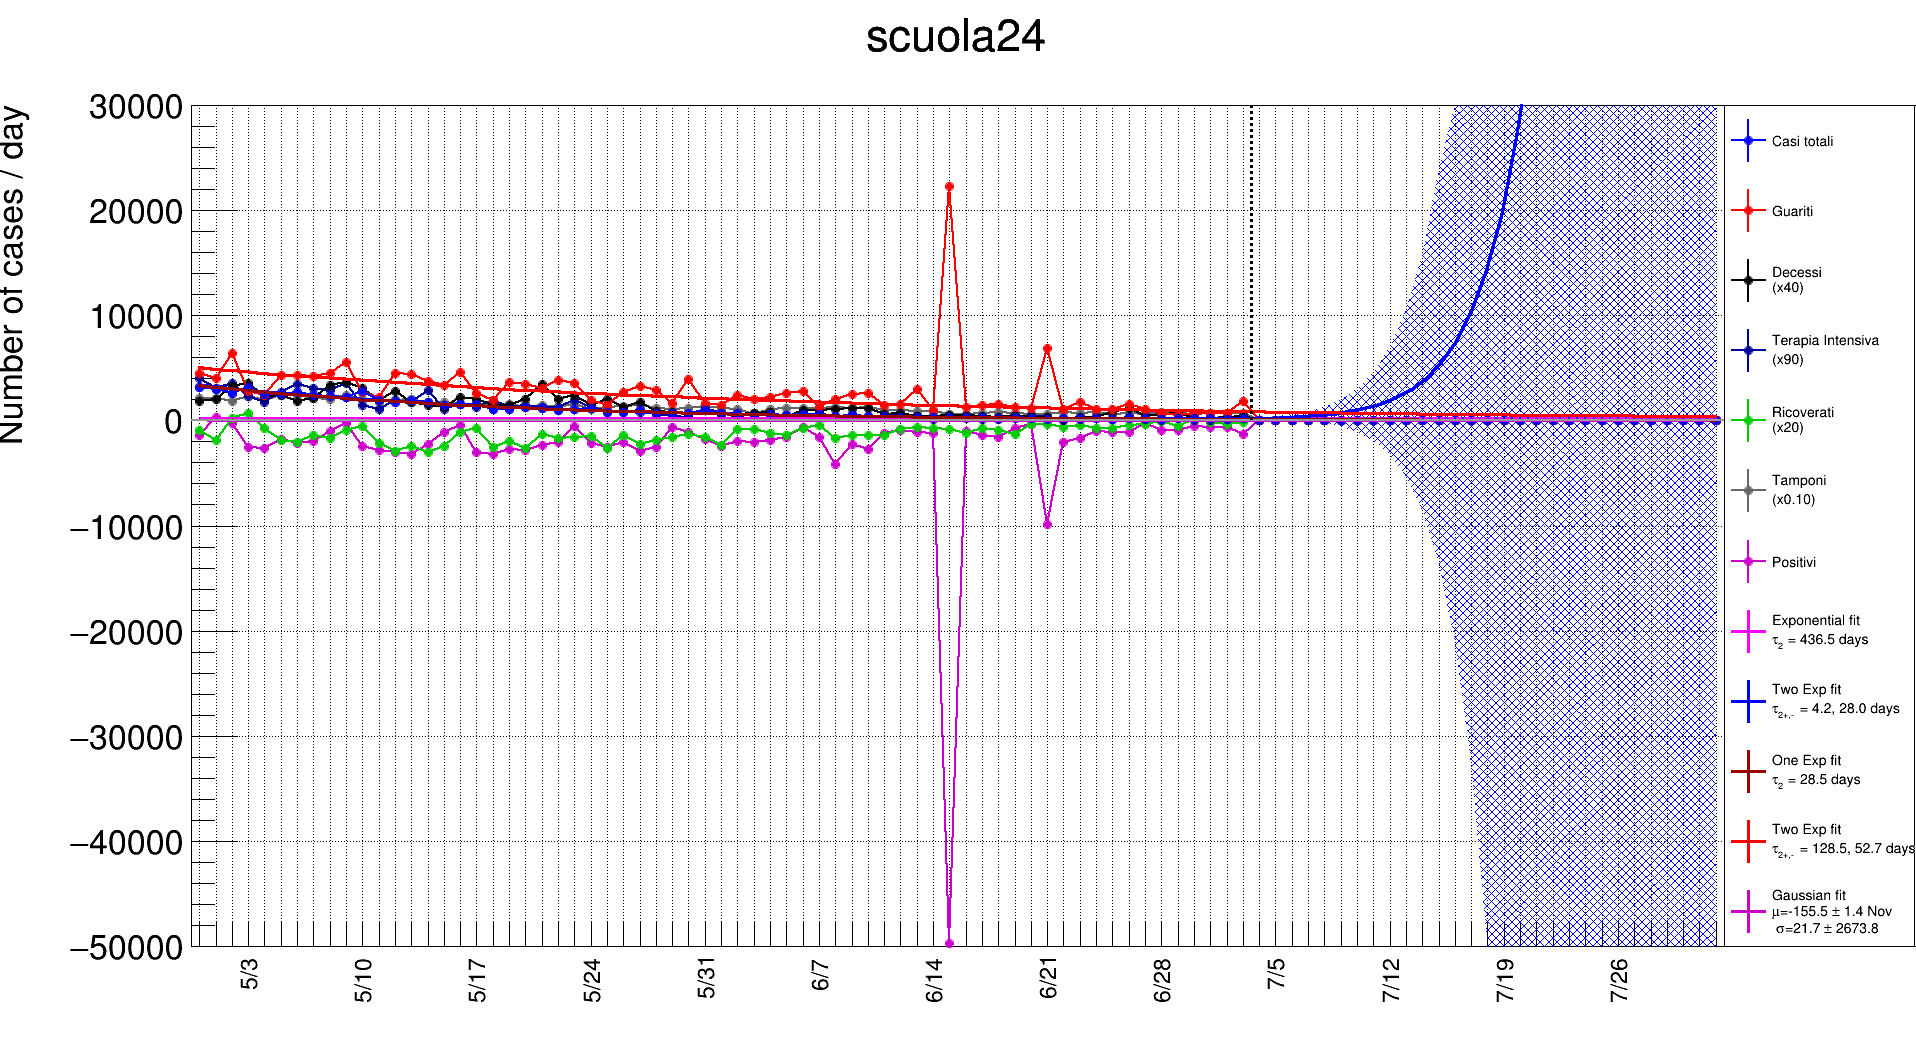 scuola24
Number of cases / day
30000
20000
10000
0
−10000
−20000
−30000
−40000
−50000
5/3
5/10
5/17
5/24
5/31
6/7
6/14
6/21
6/28
7/5
7/12
7/19
7/26
Casi totali
Guariti
Decessi
(x40)
Terapia Intensiva
(x90)
Ricoverati
(x20)
Tamponi
(x0.10)
Positivi
Exponential fit
τ2 = 436.5 days
Two Exp fit
τ2+,- = 4.2, 28.0 days
One Exp fit
τ2 = 28.5 days
Two Exp fit
τ2+,- = 128.5, 52.7 days
Gaussian fit
μ=-155.5 ± 1.4 Nov
σ=21.7 ± 2673.8